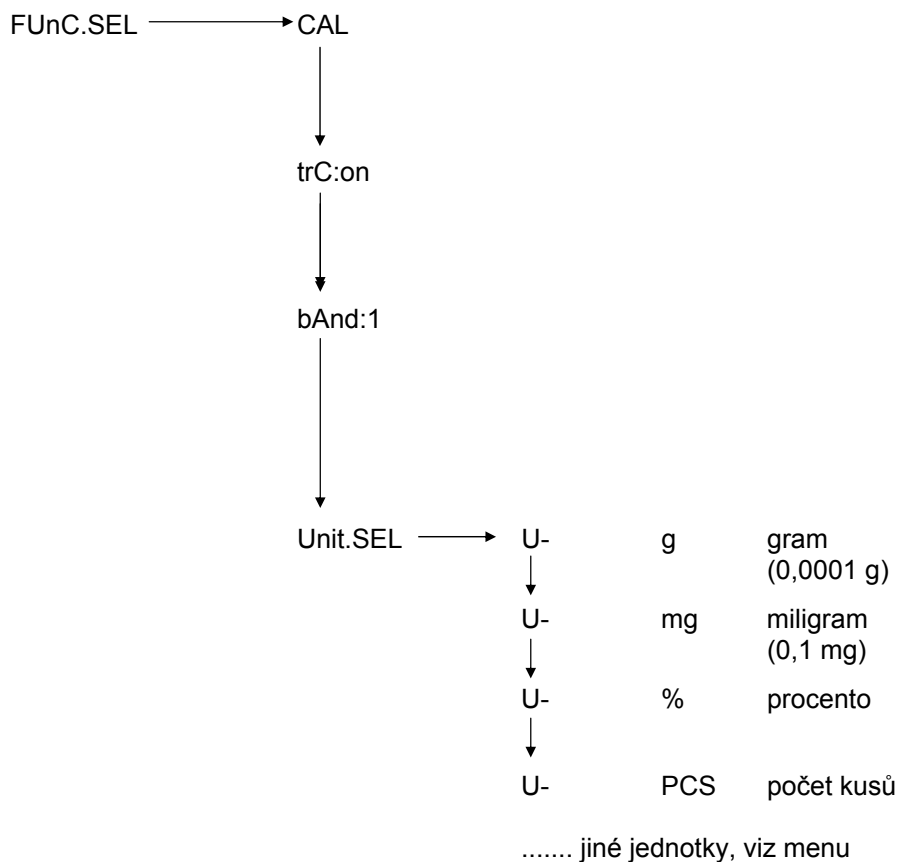 FUnC.SEL CAL
trC:on
bAnd:1
Unit.SEL U- g gram
(0,0001 g)
U- mg miligram
(0,1 mg)
U- % procento
U- PCS počet kusů
....... jiné jednotky, viz menu